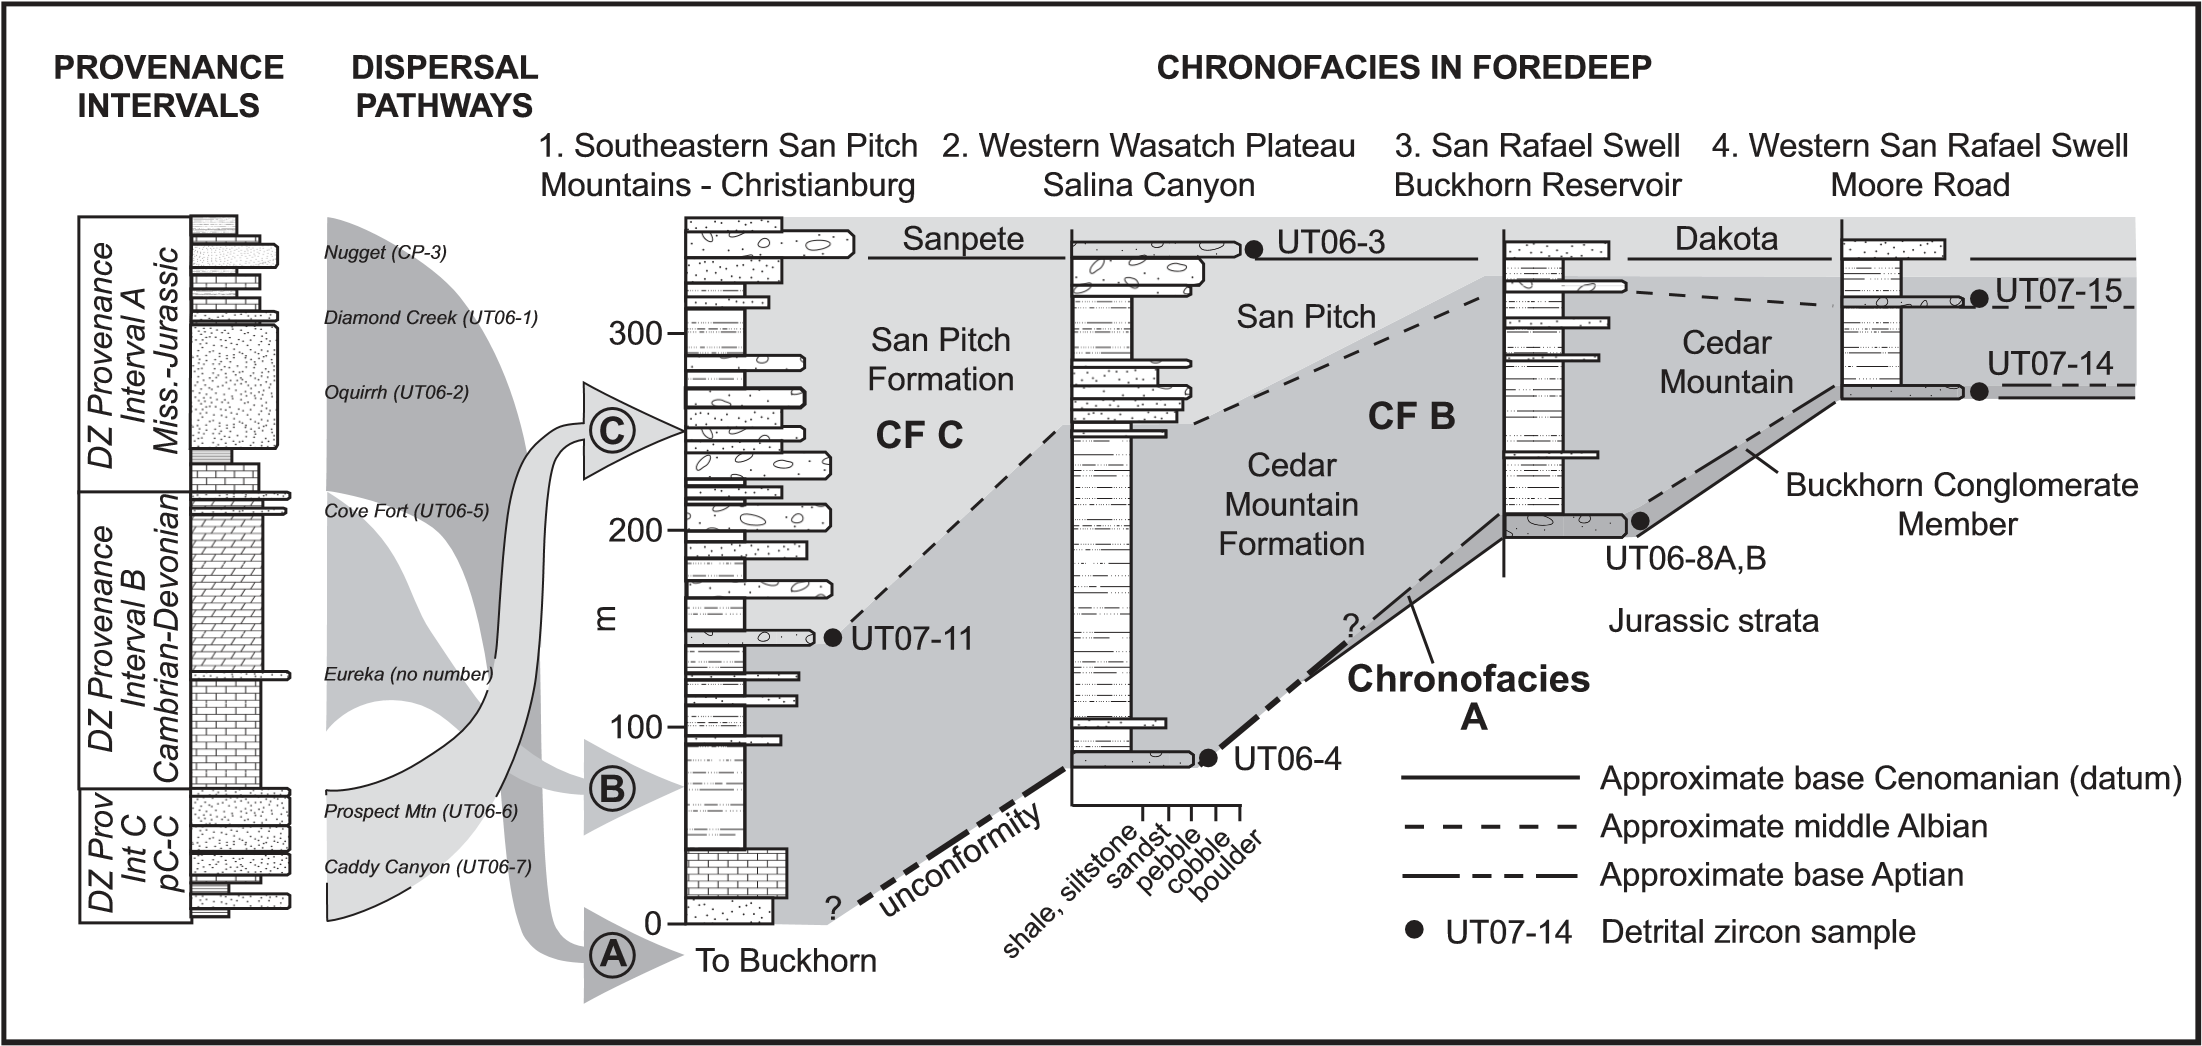 PROVENANCE
INTERVALS
DISPERSAL
PATHWAYS
CHRONOFACIES IN FOREDEEP
1. Southeastern San Pitch
Mountains - Christianburg
2. Western Wasatch Plateau
Salina Canyon
3. San Rafael Swell
Buckhorn Reservoir
4. Western San Rafael Swell
Moore Road
DZ Provenance
Interval A
Miss.-Jurassic
DZ Provenance
Interval B
Cambrian-Devonian
DZ Prov
Int C
pC-C
Nugget (CP-3)
Diamond Creek (UT06-1)
Oquirrh (UT06-2)
Cove Fort (UT06-5)
Eureka (no number)
Prospect Mtn (UT06-6)
Caddy Canyon (UT06-7)
C
B
A
To Buckhorn
300
200
m
100
0
Sanpete
San Pitch
Formation
CF C
UT07-11
?
unconformity
UT06-3
San Pitch
CF B
Cedar
Mountain
Formation
?
UT06-4
shale, siltstone
sandst
pebble
cobble
boulder
Dakota
Cedar
Mountain
UT07-15
UT07-14
Buckhorn Conglomerate
Member
UT06-8A,B
Jurassic strata
Chronofacies
A
Approximate base Cenomanian (datum)
Approximate middle Albian
Approximate base Aptian
UT07-14 Detrital zircon sample